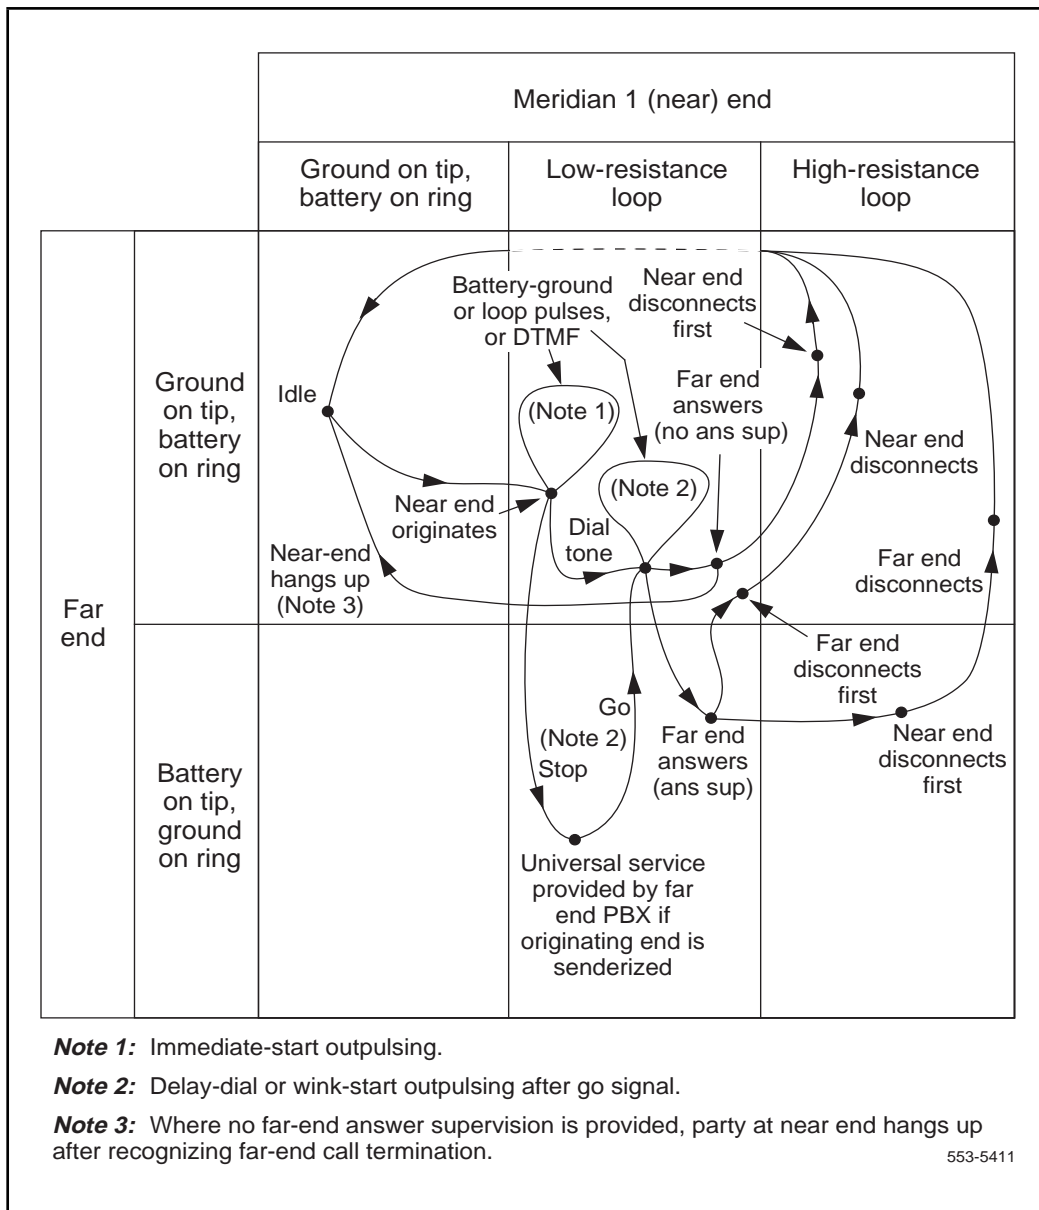 Meridian 1 (near) end
Ground on tip,
battery on ring
Low-resistance
loop
High-resistance
loop
Far
end
Ground
on tip,
battery
on ring
Battery
on tip,
ground
on ring
Idle
Battery-ground
or loop pulses,
or DTMF
(Note 1)
(Note 2)
Near end
originates
Dial
tone
Near-end
hangs up
(Note 3)
Near end
disconnects
first
Far end
answers
(no ans sup)
Near end
disconnects
Far end
disconnects
Far end
disconnects
first
Go
(Note 2)
Stop
Far end
answers
(ans sup)
Near end
disconnects
first
Universal service
provided by far
end PBX if
originating end is
senderized
Note 1: Immediate-start outpulsing.
Note 2: Delay-dial or wink-start outpulsing after go signal.
Note 3: Where no far-end answer supervision is provided, party at near end hangs up
after recognizing far-end call termination.
553-5411